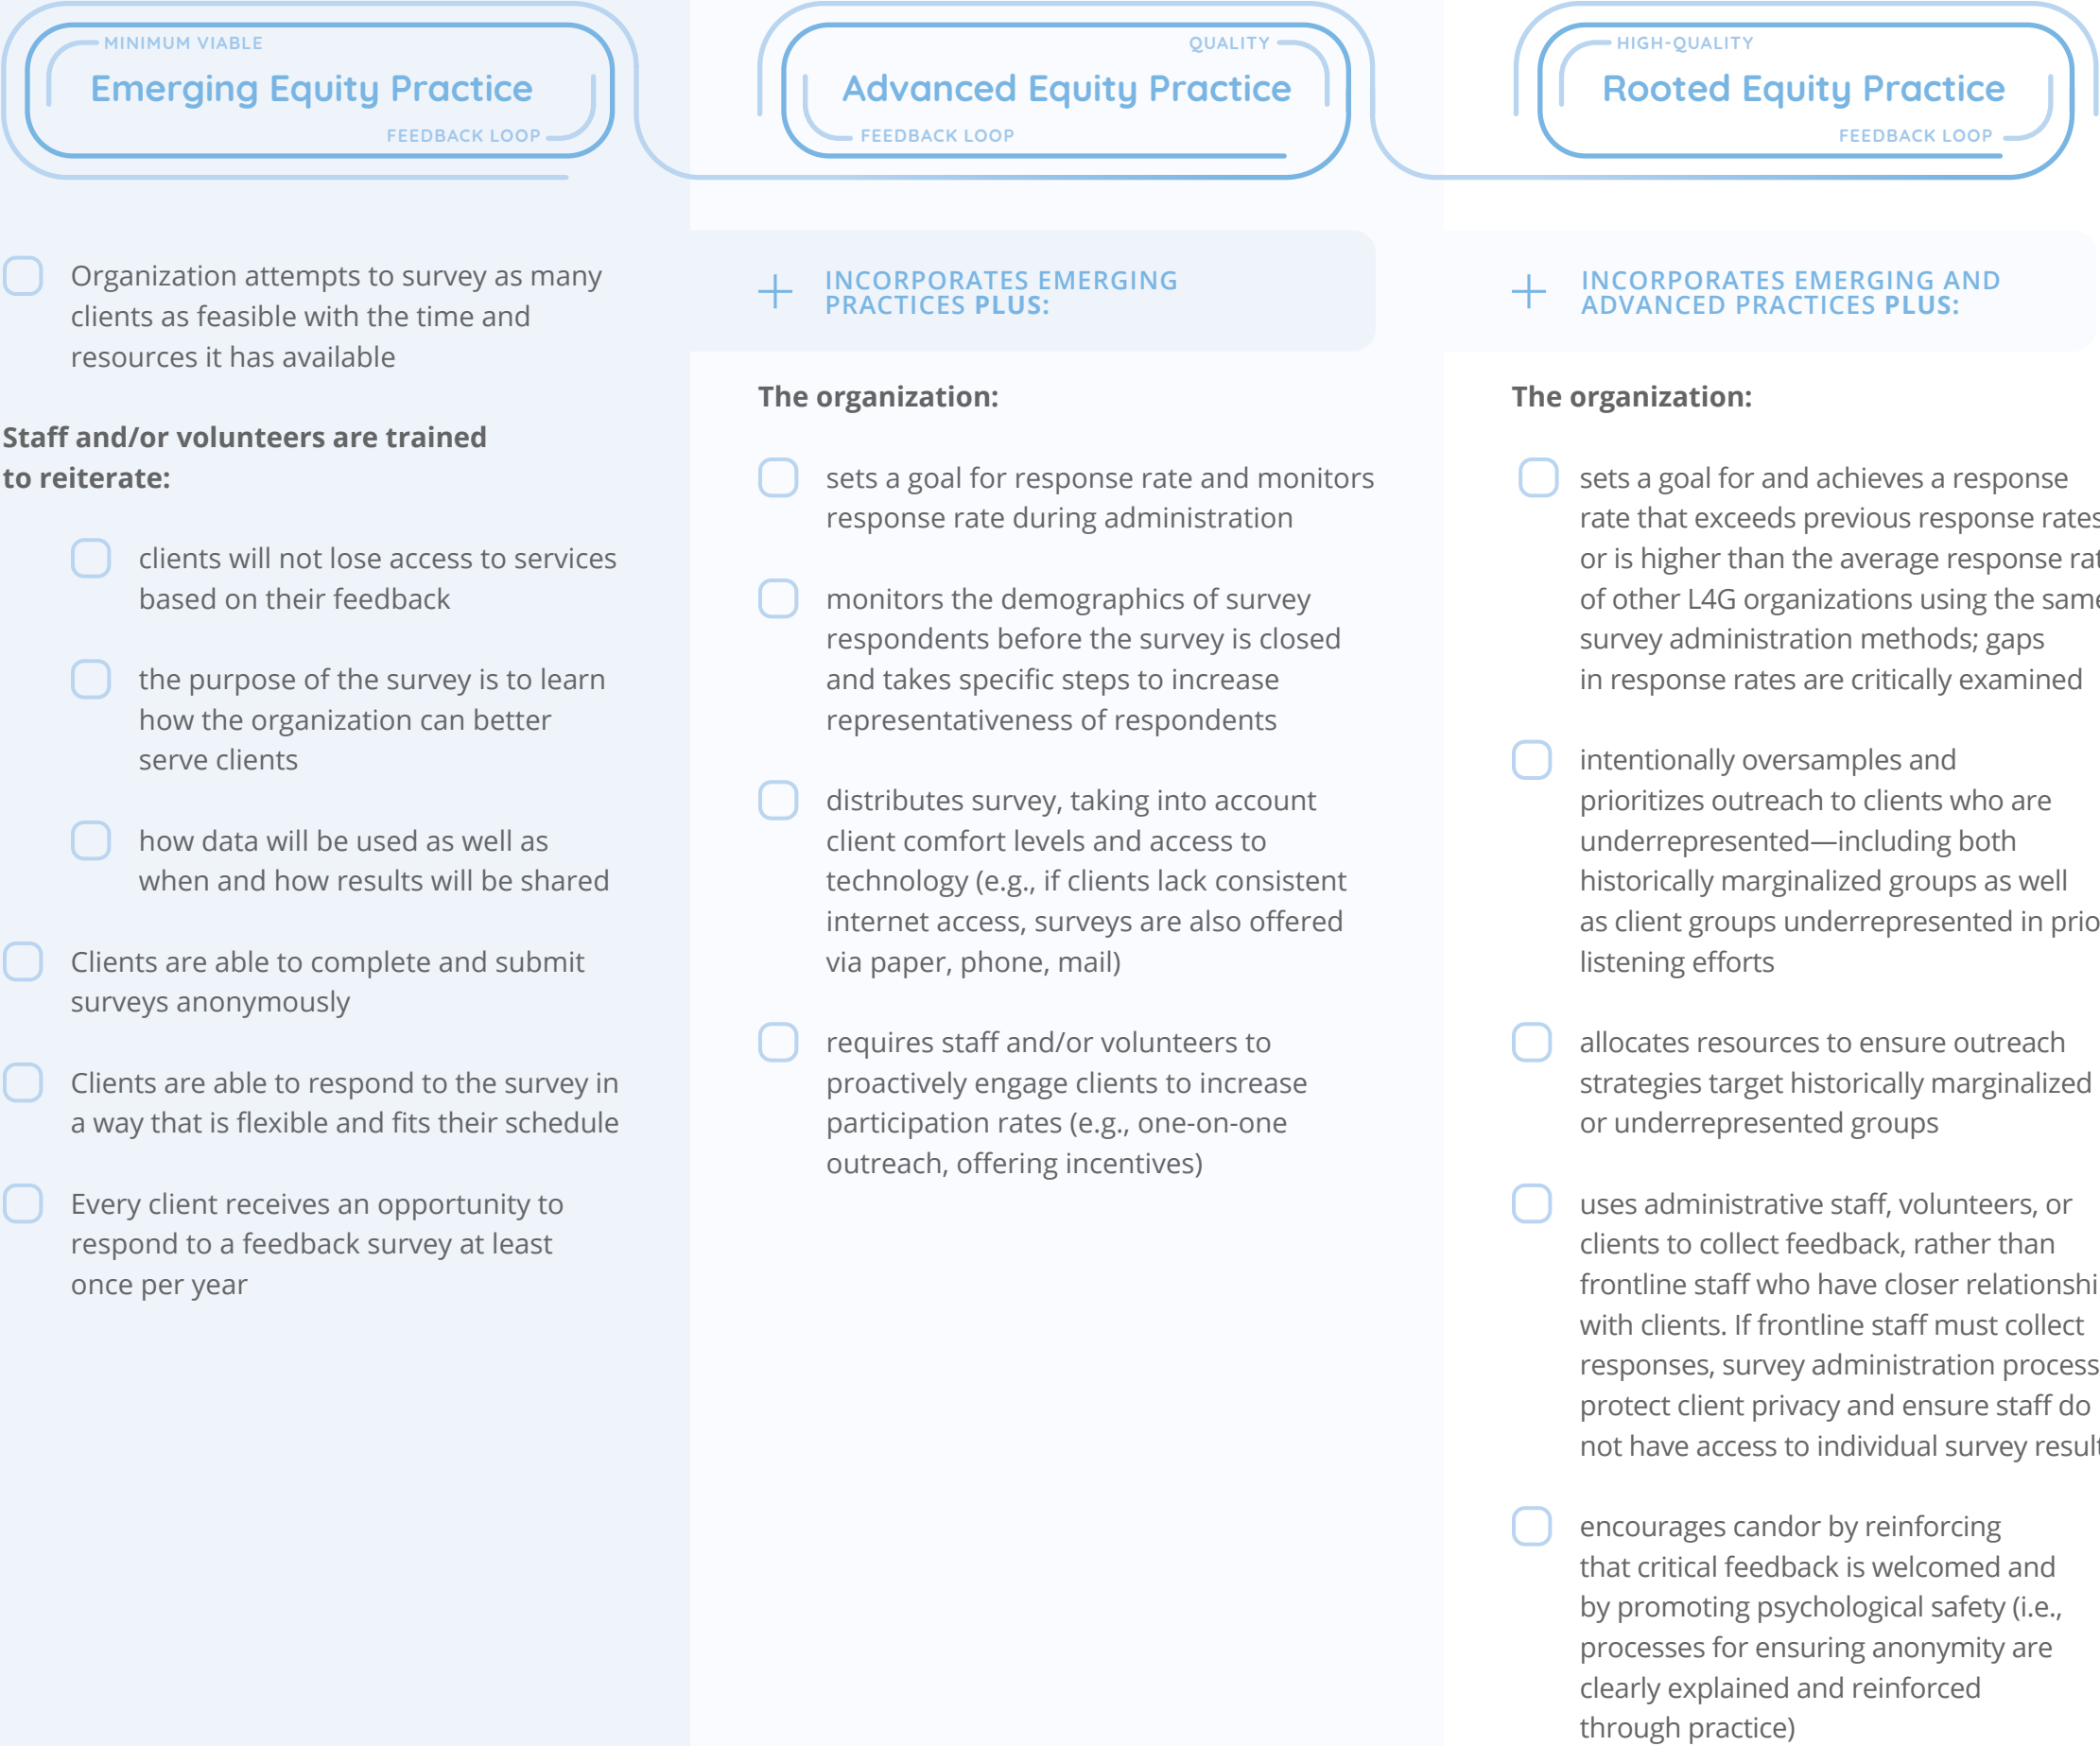 MINIMUM VIABLE
Emerging Equity Practice
FEEDBACK LOOP
Organization attempts to survey as many
clients as feasible with the time and
resources it has available
Staff and/or volunteers are trained
to reiterate:
clients will not lose access to services
based on their feedback
the purpose of the survey is to learn
how the organization can better
serve clients
how data will be used as well as
when and how results will be shared
Clients are able to complete and submit
surveys anonymously
Clients are able to respond to the survey in
a way that is flexible and fits their schedule
Every client receives an opportunity to
respond to a feedback survey at least
once per year
QUALITY
Advanced Equity Practice
FEEDBACK LOOP
INCORPORATES EMERGING
PRACTICES PLUS:
The organization:
sets a goal for response rate and monitors
response rate during administration
monitors the demographics of survey
respondents before the survey is closed
and takes specific steps to increase
representativeness of respondents
distributes survey, taking into account
client comfort levels and access to
technology (e.g., if clients lack consistent
internet access, surveys are also offered
via paper, phone, mail)
requires staff and/or volunteers to
proactively engage clients to increase
participation rates (e.g., one-on-one
outreach, offering incentives)
HIGH-QUALITY
Rooted Equity Practice
FEEDBACK LOOP
INCORPORATES EMERGING AND
ADVANCED PRACTICES PLUS:
The organization:
sets a goal for and achieves a response
rate that exceeds previous response rates
or is higher than the average response
of other L4G organizations using the same
survey administration methods; gaps
in response rates are critically examined
intentionally oversamples and
prioritizes outreach to clients who are
underrepresented—including both
historically marginalized groups as well
as client groups underrepresented in
listening efforts
allocates resources to ensure outreach
strategies target historically marginalized
or underrepresented groups
uses administrative staff, volunteers, or
clients to collect feedback, rather than
frontline staff who have closer
with clients. If frontline staff must collect
responses, survey administration
protect client privacy and ensure staff do
not have access to individual survey
encourages candor by reinforcing
that critical feedback is welcomed and
by promoting psychological safety (i.e.,
processes for ensuring anonymity are
clearly explained and reinforced
through practice)